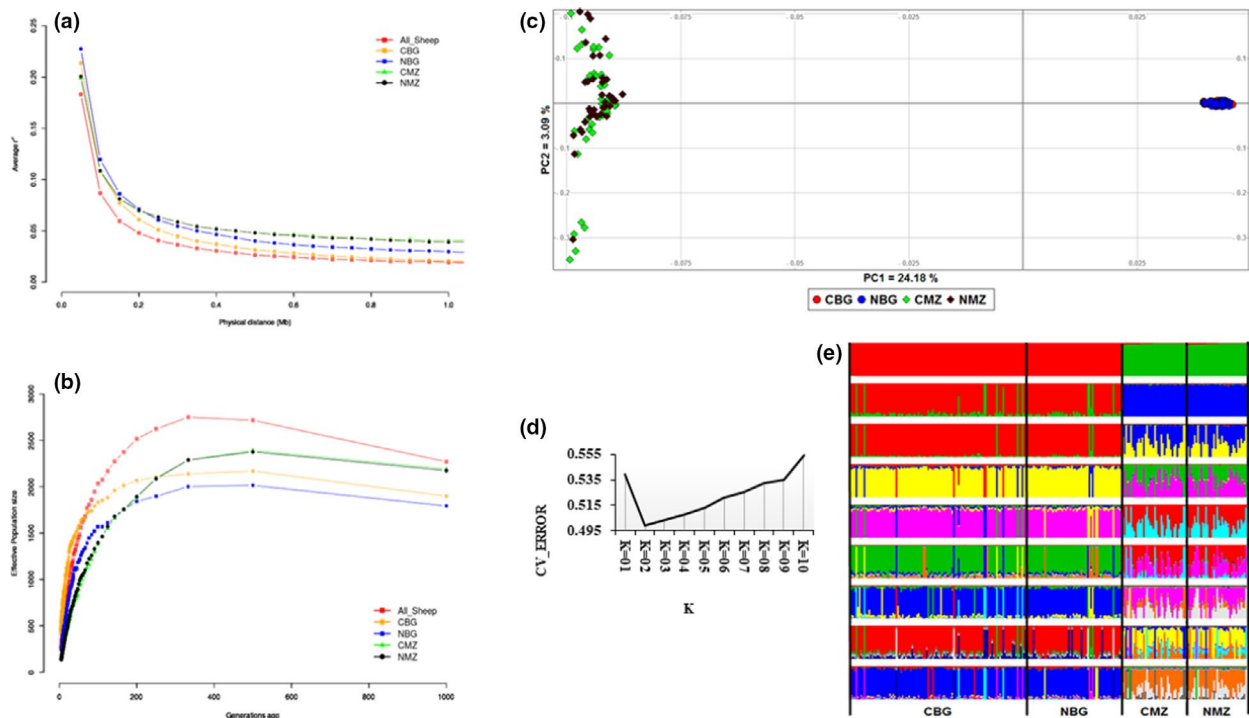 (a)
0.25
0.20
0.15
0.10
0.05
0.00
Average r²
All_Sheep
CBG
NBG
CMZ
NMZ
0.0 0.2 0.4 0.6 0.8 1.0
Physical distance (Mb)
(b)
3000
2500
2000
1500
1000
500
0
Effective Population size
All_Sheep
CBG
NBG
CMZ
NMZ
0 200 400 600 800 1000
Generations ago
(c)
-0.075 -0.05 -0.025 0.025
0.1 0.1
PC2 = 3.09 %
-0.1 -0.1
-0.2 -0.2
-0.3 -0.3
-0.075 -0.05 -0.025 0.025
PC1 = 24.18 %
CBG NBG CMZ NMZ
(d)
0.555
0.535
0.515
0.495
CV_ERROR
K=01 K=02 K=03 K=04 K=05 K=06 K=07 K=08 K=09 K=10
K
(e)
CBG NBG CMZ NMZ